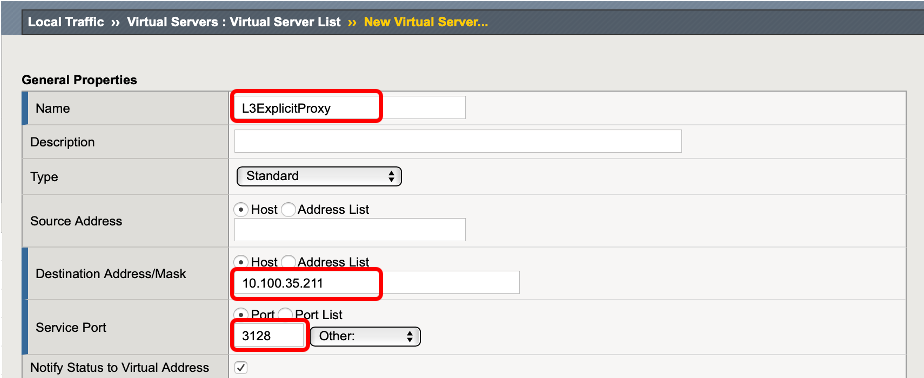 Local Traffic ›› Virtual Servers : Virtual Server List ›› New Virtual Server...
General Properties
Name L3ExplicitProxy
Description
Type Standard
Source Address Host Address List
Destination Address/Mask Host Address List
10.100.35.211
Service Port Port Port List
3128 Other:
Notify Status to Virtual Address